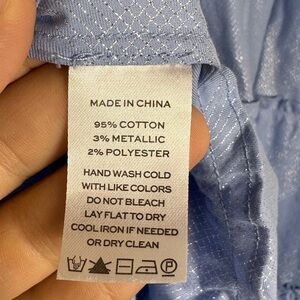 MADE IN CHINA
95% COTTON
3% METALLIC
2% POLYESTER
HAND WASH COLD
WITH LIKE COLORS
DO NOT BLEACH
LAY FLAT TO DRY
COOL IRON IF NEEDED
OR DRY CLEAN
P